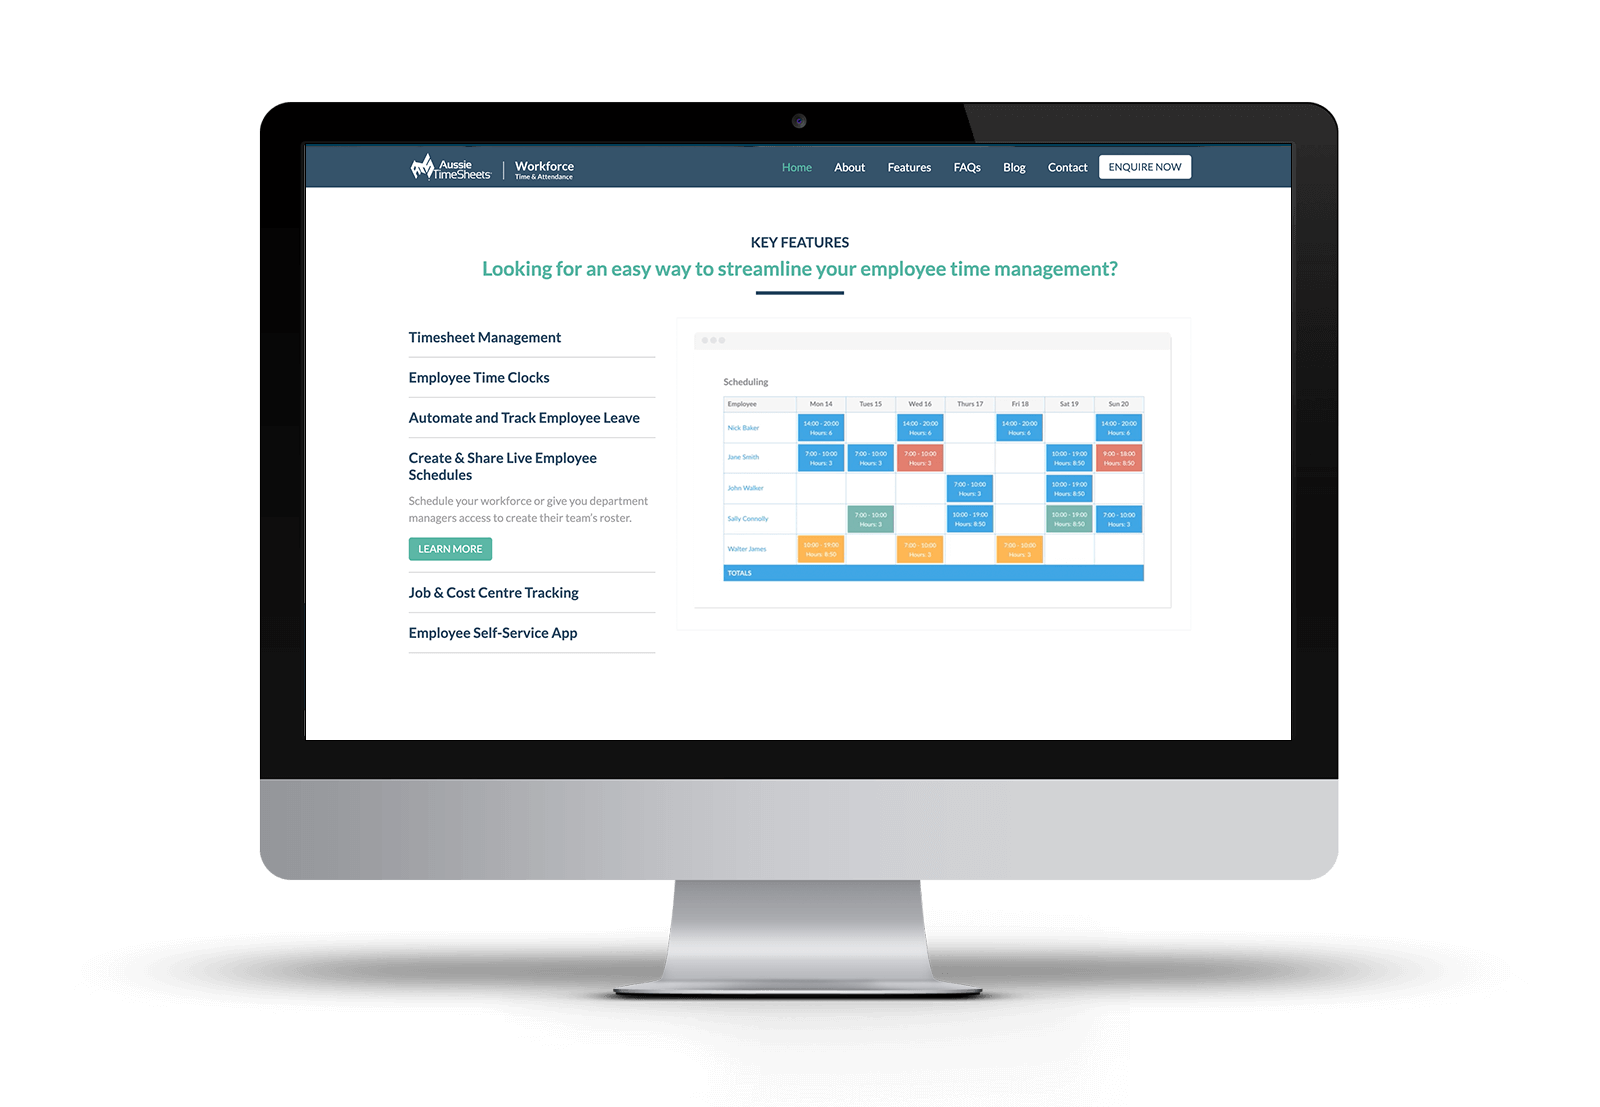 Aussie
TimeSheets
Workforce
Time & Attendance
Home
About
Features
FAQs
Blog
Contact
ENQUIRE NOW
KEY FEATURES
Looking for an easy way to streamline your employee time management?
Timesheet Management
Employee Time Clocks
Automate and Track Employee Leave
Create & Share Live Employee
Schedules
Schedule your workforce or give you department
managers access to create their team's roster.
LEARN MORE
Job & Cost Centre Tracking
Employee Self-Service App
Scheduling
Employee Mon 14 Tues 15 Wed 16 Thurs 17 Fri 18 Sat 19 Sun 20
Nick Baker
14:00 - 20:00 14:00 - 20:00 14:00 - 20:00 14:00 - 20:00
Hours: 6 Hours: 6 Hours: 6 Hours: 6
Jane Smith
7:00 - 10:00 7:00 - 10:00 7:00 - 10:00 10:00 - 19:00 9:00 - 18:00
Hours: 3 Hours: 3 Hours: 3 Hours: 8:50 Hours: 8:50
John Walker
7:00 - 10:00 10:00 - 19:00
Hours: 3 Hours: 8:50
Sally Connolly
7:00 - 10:00 10:00 - 19:00 10:00 - 19:00 7:00 - 10:00
Hours: 3 Hours: 8:50 Hours: 8:50 Hours: 3
Walter James
10:00 - 19:00 7:00 - 10:00 7:00 - 10:00
Hours: 8:50 Hours: 3 Hours: 3
TOTALS